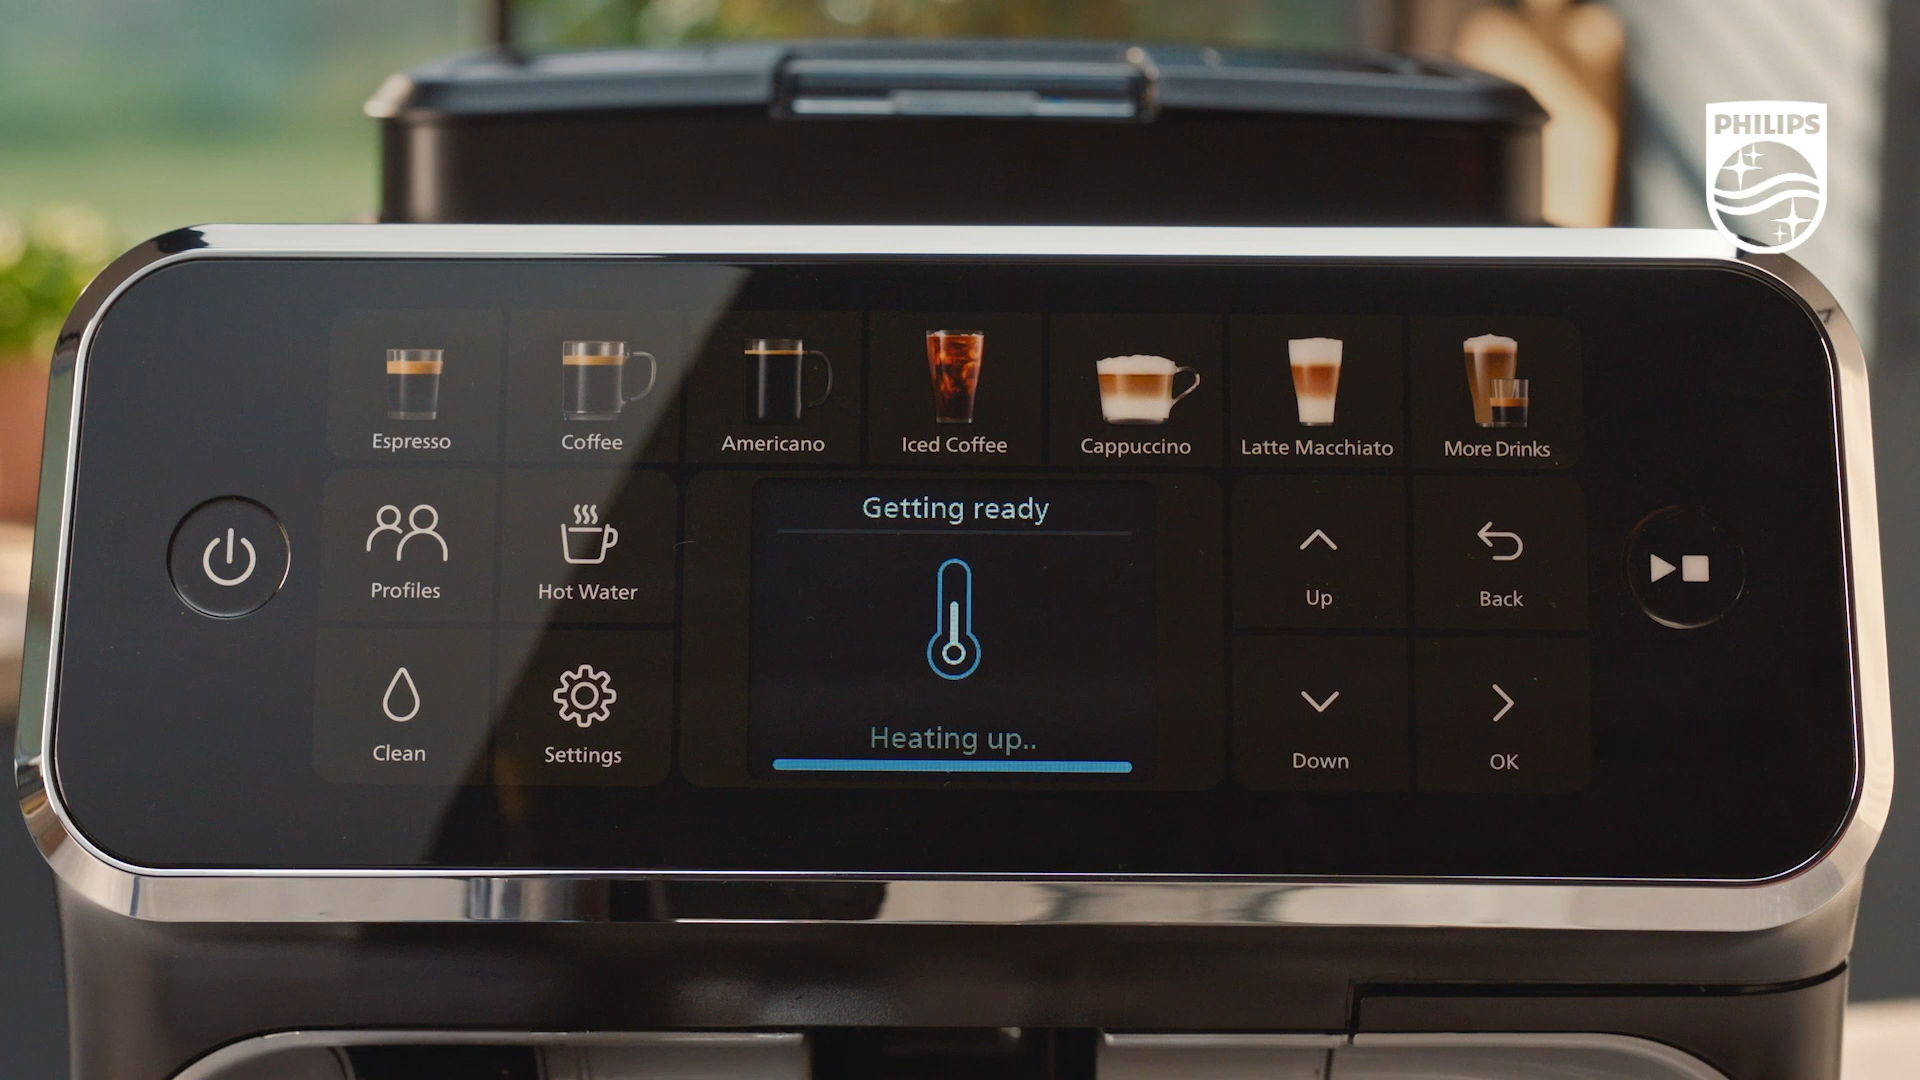 PHILIPS
Espresso
Coffee
Americano
Iced Coffee
Cappuccino
Latte Macchiato
More Drinks
Getting ready
Profiles
Hot Water
Up
Back
Heating up..
Clean
Settings
Down
OK